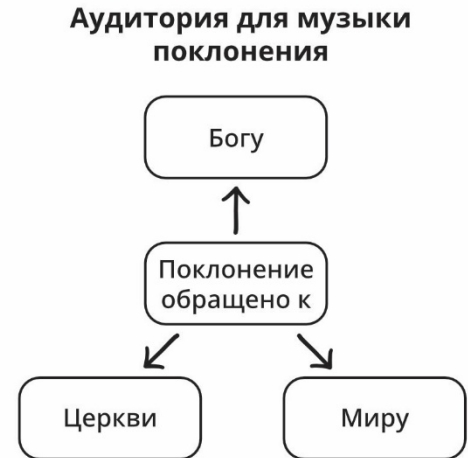 Аудитория для музыки
поклонения
Богу
Поклонение
обращено к
Церкви
Миру